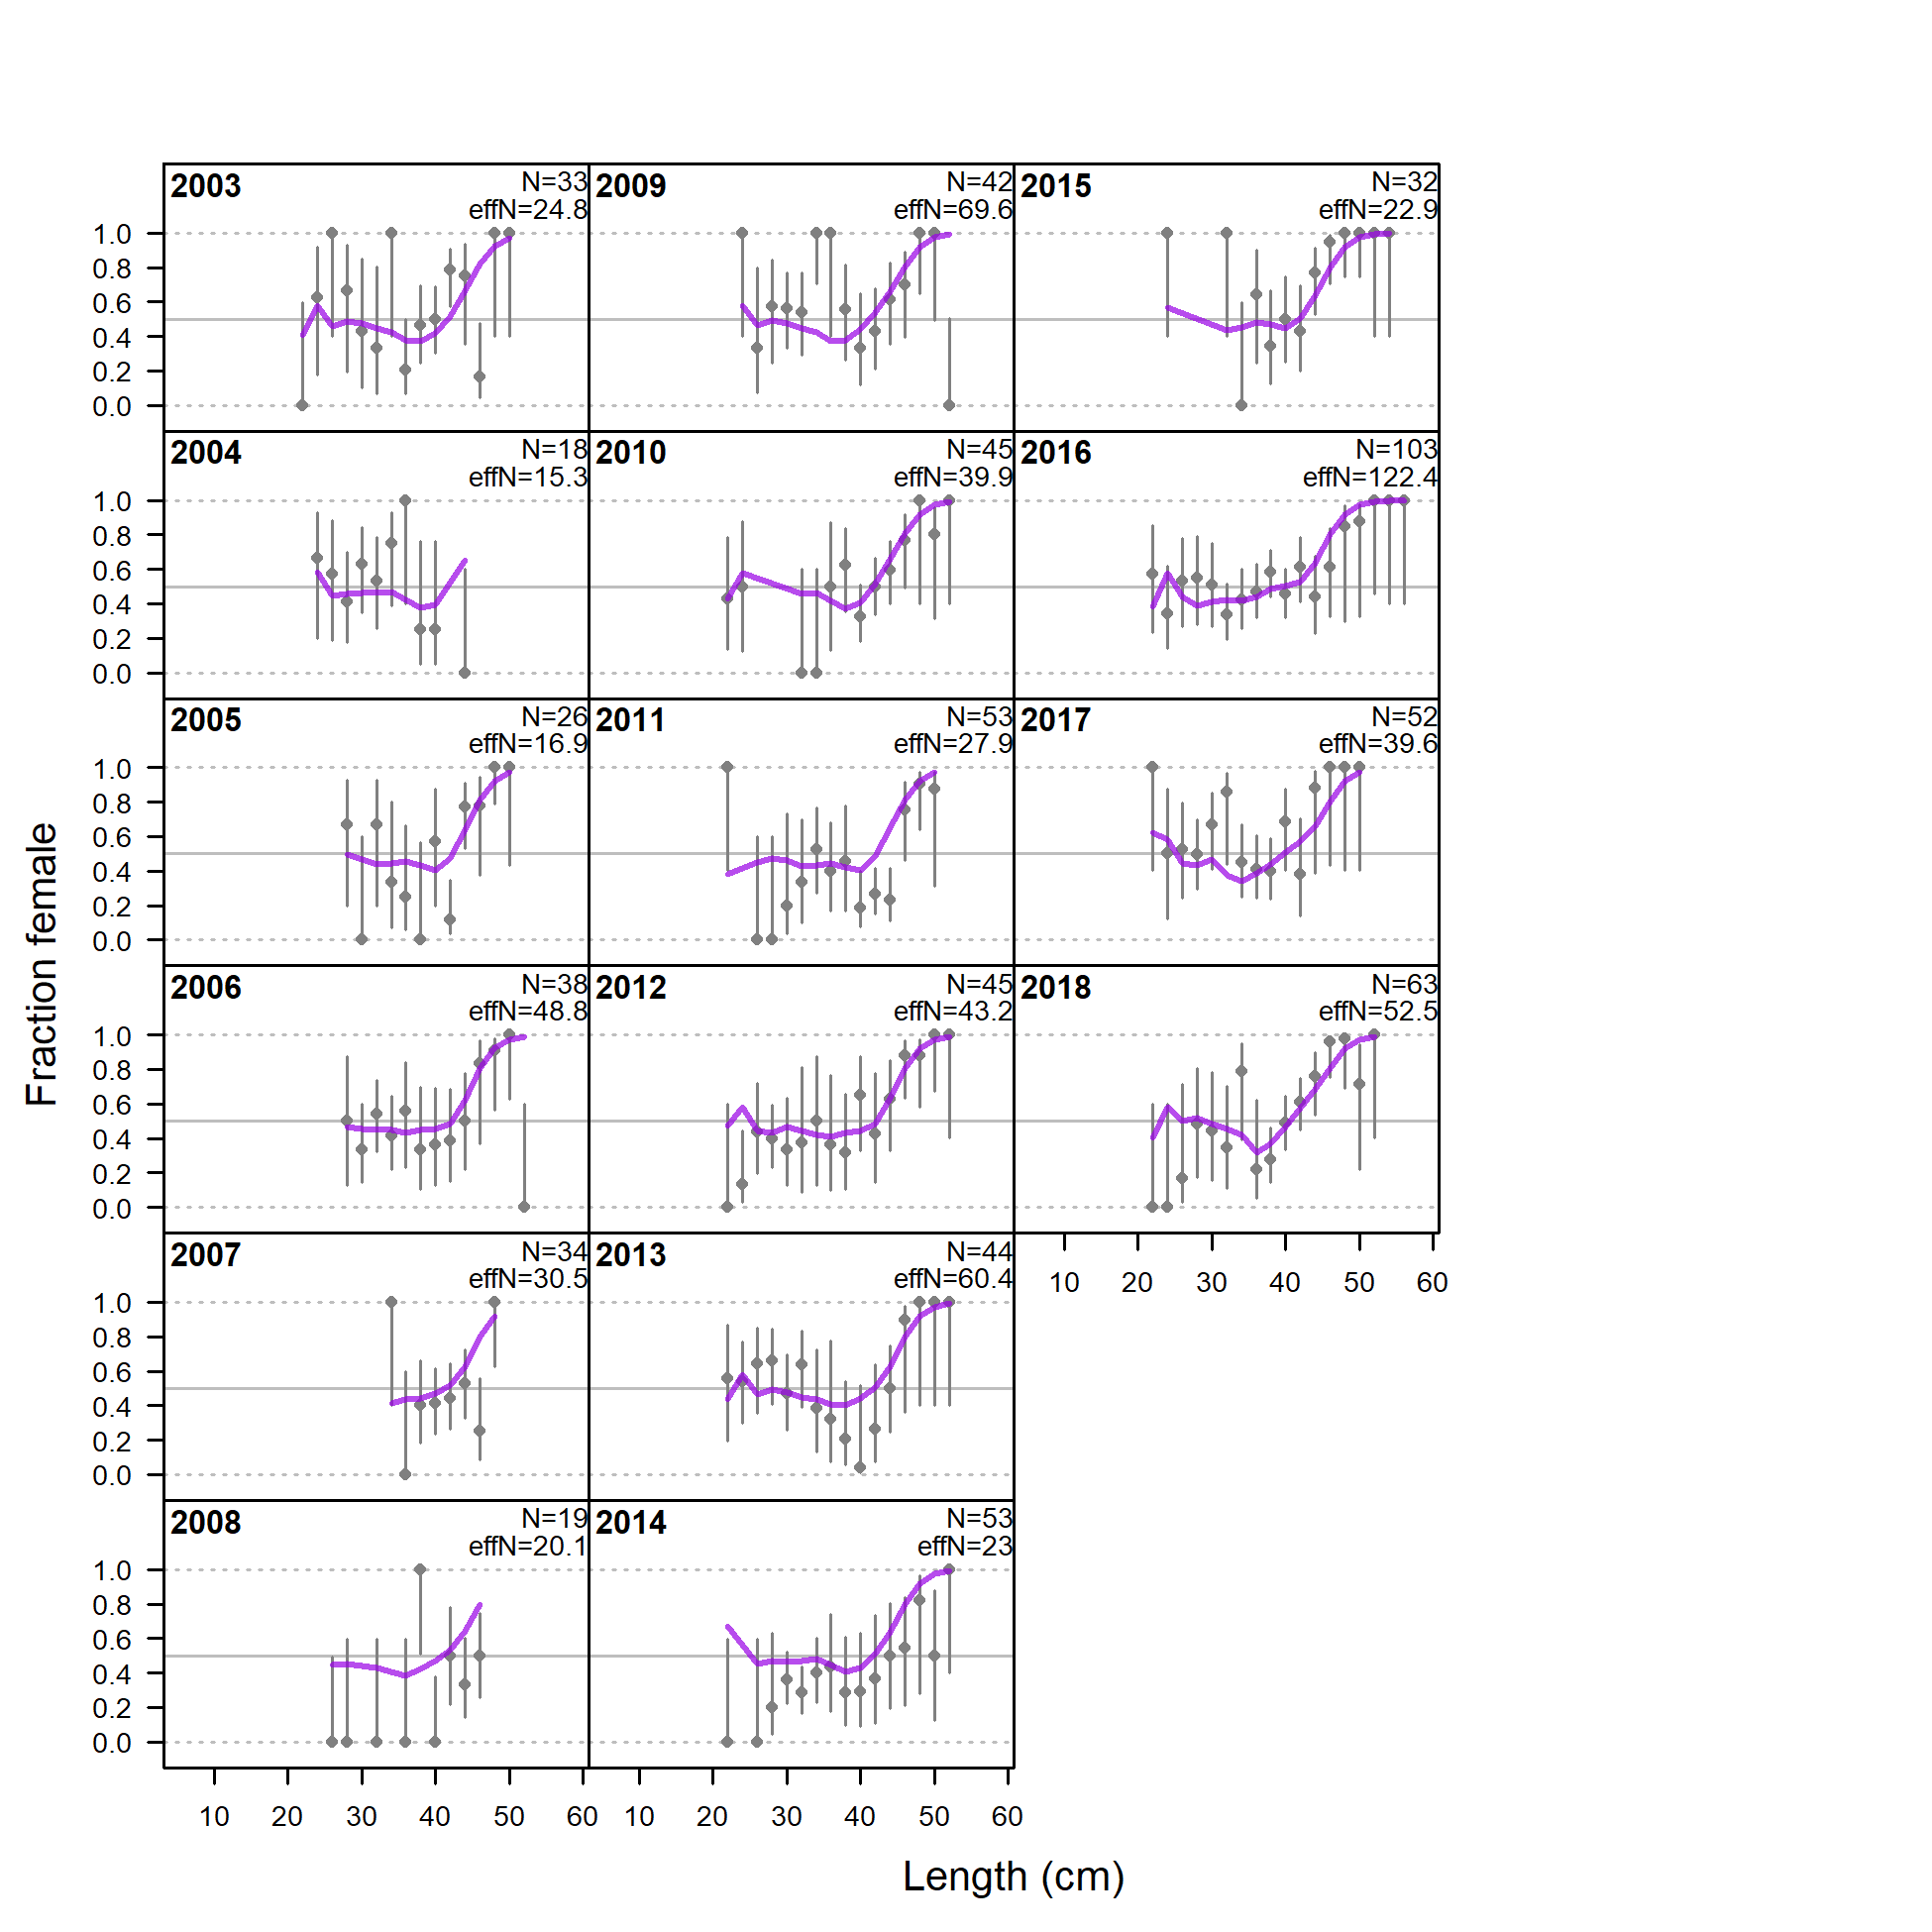 2003
N=33
effN=24.8
2009
N=42
effN=69.6
2015
N=32
effN=22.9
1.0
0.8
0.6
0.4
0.2
0.0
2004
N=18
effN=15.3
2010
N=45
effN=39.9
2016
N=103
effN=122.4
1.0
0.8
0.6
0.4
0.2
0.0
2005
N=26
effN=16.9
2011
N=53
effN=27.9
2017
N=52
effN=39.6
1.0
0.8
0.6
0.4
0.2
0.0
2006
N=38
effN=48.8
2012
N=45
effN=43.2
2018
N=63
effN=52.5
1.0
0.8
0.6
0.4
0.2
0.0
10 20 30 40 50 60
2007
N=34
effN=30.5
2013
N=44
effN=60.4
1.0
0.8
0.6
0.4
0.2
0.0
2008
N=19
effN=20.1
2014
N=53
effN=23
1.0
0.8
0.6
0.4
0.2
0.0
10 20 30 40 50 60 10 20 30 40 50 60
Fraction female
Length (cm)